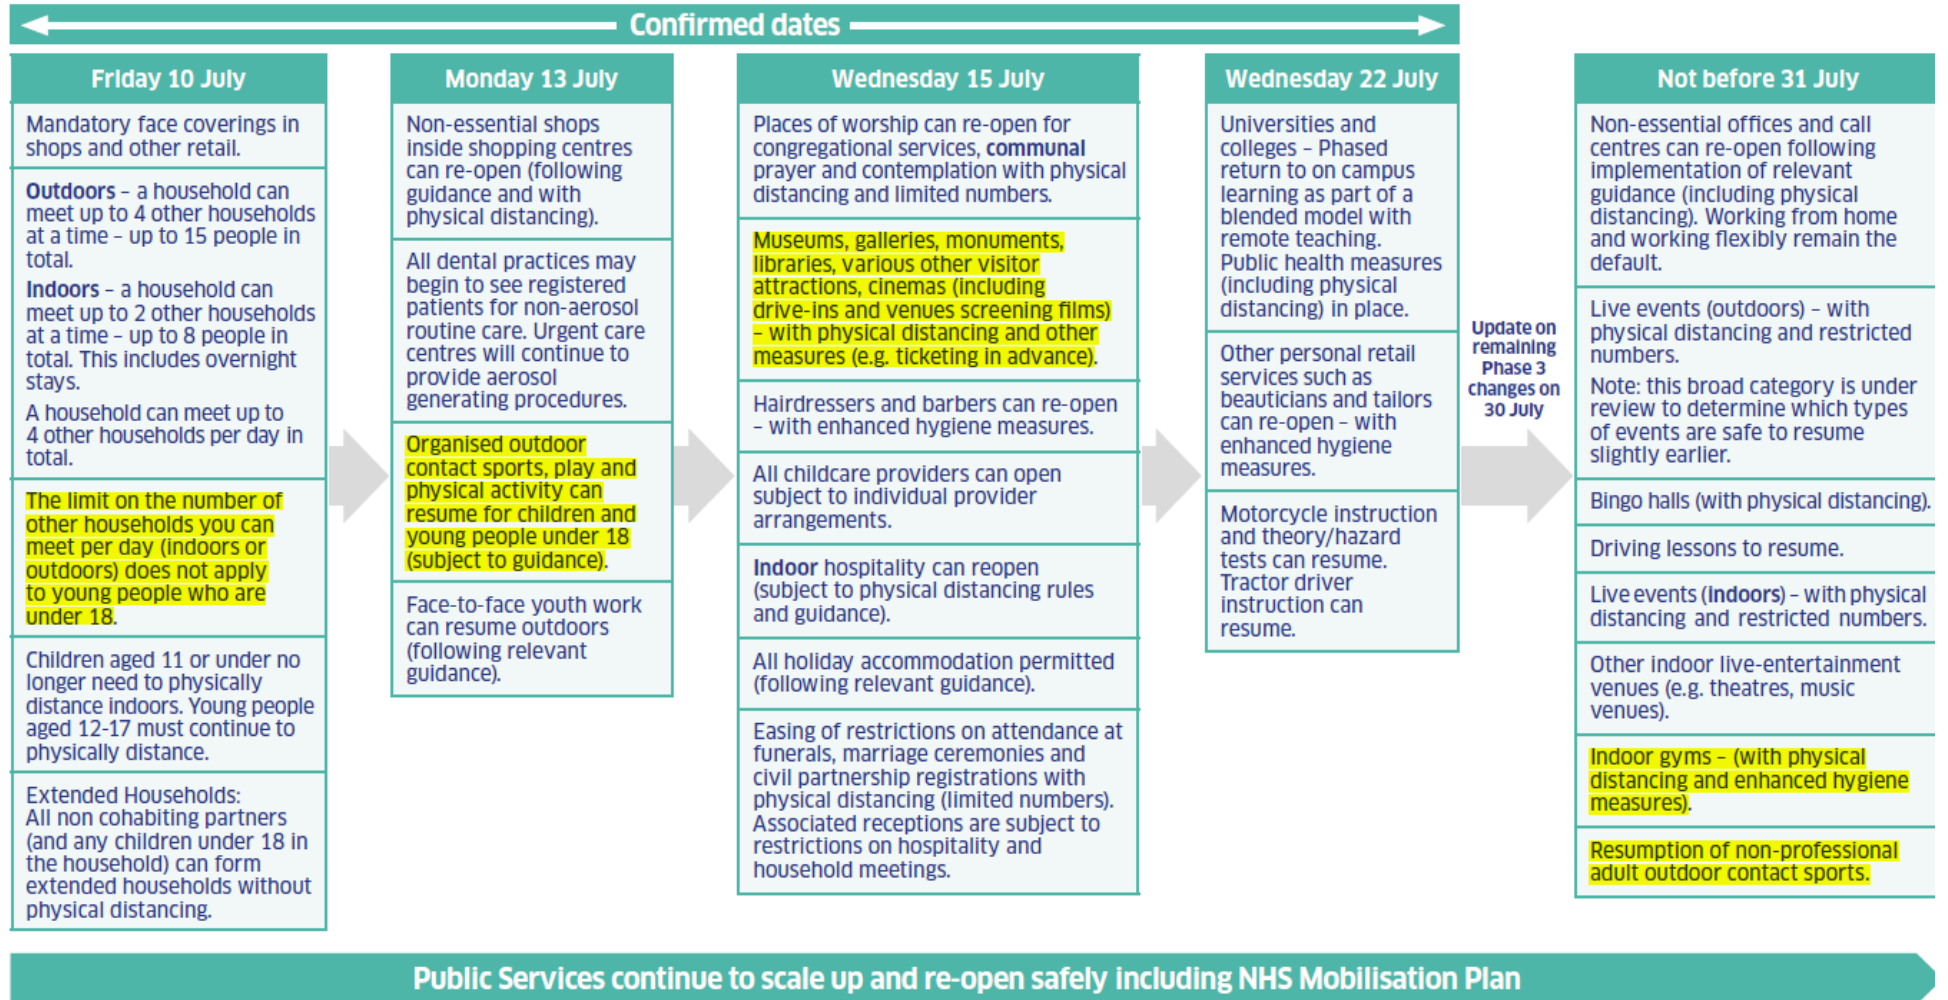 Confirmed dates
Friday 10 July
Mandatory face coverings in
shops and other retail.
Outdoors – a household can
meet up to 4 other households
at a time – up to 15 people in
total.
Indoors – a household can
meet up to 2 other households
at a time – up to 8 people in
total. This includes overnight
stays.
A household can meet up to
4 other households per day in
total.
The limit on the number of
other households you can
meet per day (indoors or
outdoors) does not apply
to young people who are
under 18.
Children aged 11 or under no
longer need to physically
distance indoors. Young people
aged 12-17 must continue to
physically distance.
Extended Households:
All non cohabiting partners
(and any children under 18 in
the household) can form
extended households without
physical distancing.
Monday 13 July
Non-essential shops
inside shopping centres
can re-open (following
guidance and with
physical distancing).
All dental practices may
begin to see registered
patients for non-aerosol
routine care. Urgent care
centres will continue to
provide aerosol
generating procedures.
Organised outdoor
contact sports, play and
physical activity can
resume for children and
young people under 18
(subject to guidance).
Face-to-face youth work
can resume outdoors
(following relevant
guidance).
Wednesday 15 July
Places of worship can re-open for
congregational services, communal
prayer and contemplation with physical
distancing and limited numbers.
Museums, galleries, monuments,
libraries, various other visitor
attractions, cinemas (including
drive-ins and venues screening films)
– with physical distancing and other
measures (e.g. ticketing in advance).
Hairdressers and barbers can re-open
– with enhanced hygiene measures.
All childcare providers can open
subject to individual provider
arrangements.
Indoor hospitality can reopen
(subject to physical distancing rules
and guidance).
All holiday accommodation permitted
(following relevant guidance).
Easing of restrictions on attendance at
funerals, marriage ceremonies and
civil partnership registrations with
physical distancing (limited numbers).
Associated receptions are subject to
restrictions on hospitality and
household meetings.
Wednesday 22 July
Universities and
colleges – Phased
return to on campus
learning as part of a
blended model with
remote teaching.
Public health measures
(including physical
distancing) in place.
Other personal retail
services such as
beauticians and tailors
can re-open – with
enhanced hygiene
measures.
Motorcycle instruction
and theory/hazard
tests can resume.
Tractor driver
instruction can
resume.
Update on
remaining
Phase 3
changes on
30 July
Not before 31 July
Non-essential offices and call
centres can re-open following
implementation of relevant
guidance (including physical
distancing). Working from home
and working flexibly remain the
default.
Live events (outdoors) – with
physical distancing and restricted
numbers.
Note: this broad category is under
review to determine which types
of events are safe to resume
slightly earlier.
Bingo halls (with physical distancing).
Driving lessons to resume.
Live events (indoors) – with physical
distancing and restricted numbers.
Other indoor live-entertainment
venues (e.g. theatres, music
venues).
Indoor gyms – (with physical
distancing and enhanced hygiene
measures).
Resumption of non-professional
adult outdoor contact sports.
Public Services continue to scale up and re-open safely including NHS Mobilisation Plan